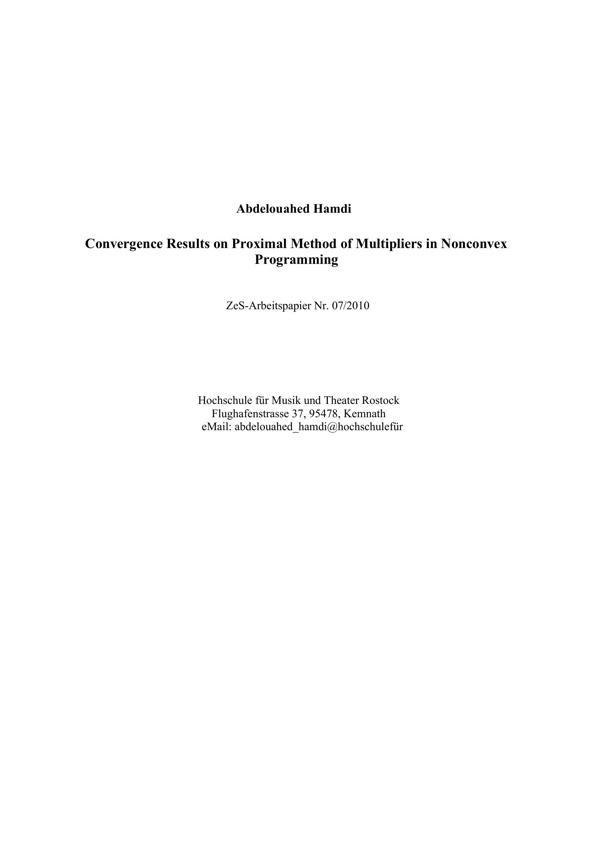 Abdelouahed Hamdi
Convergence Results on Proximal Method of Multipliers in Nonconvex
Programming
ZeS-Arbeitspapier Nr. 07/2010
Hochschule für Musik und Theater Rostock
Flughafenstrasse 37, 95478, Kemnath
eMail: abdelouahed_hamdi@hochschulefür